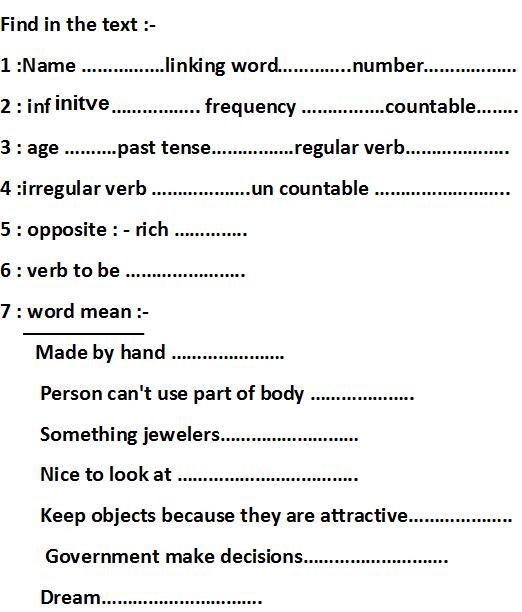 Find in the text :-
1 :Name ................linking word..............number..................
2 : infinitve................. frequency ................countable........
3 : age ..........past tense................regular verb....................
4 :irregular verb ...................un countable ..........................
5 : opposite : - rich ..............
6 : verb to be .......................
7 : word mean :-
Made by hand ......................
Person can't use part of body ....................
Something jewelers...........................
Nice to look at ...................................
Keep objects because they are attractive....................
Government make decisions............................
Dream...............................